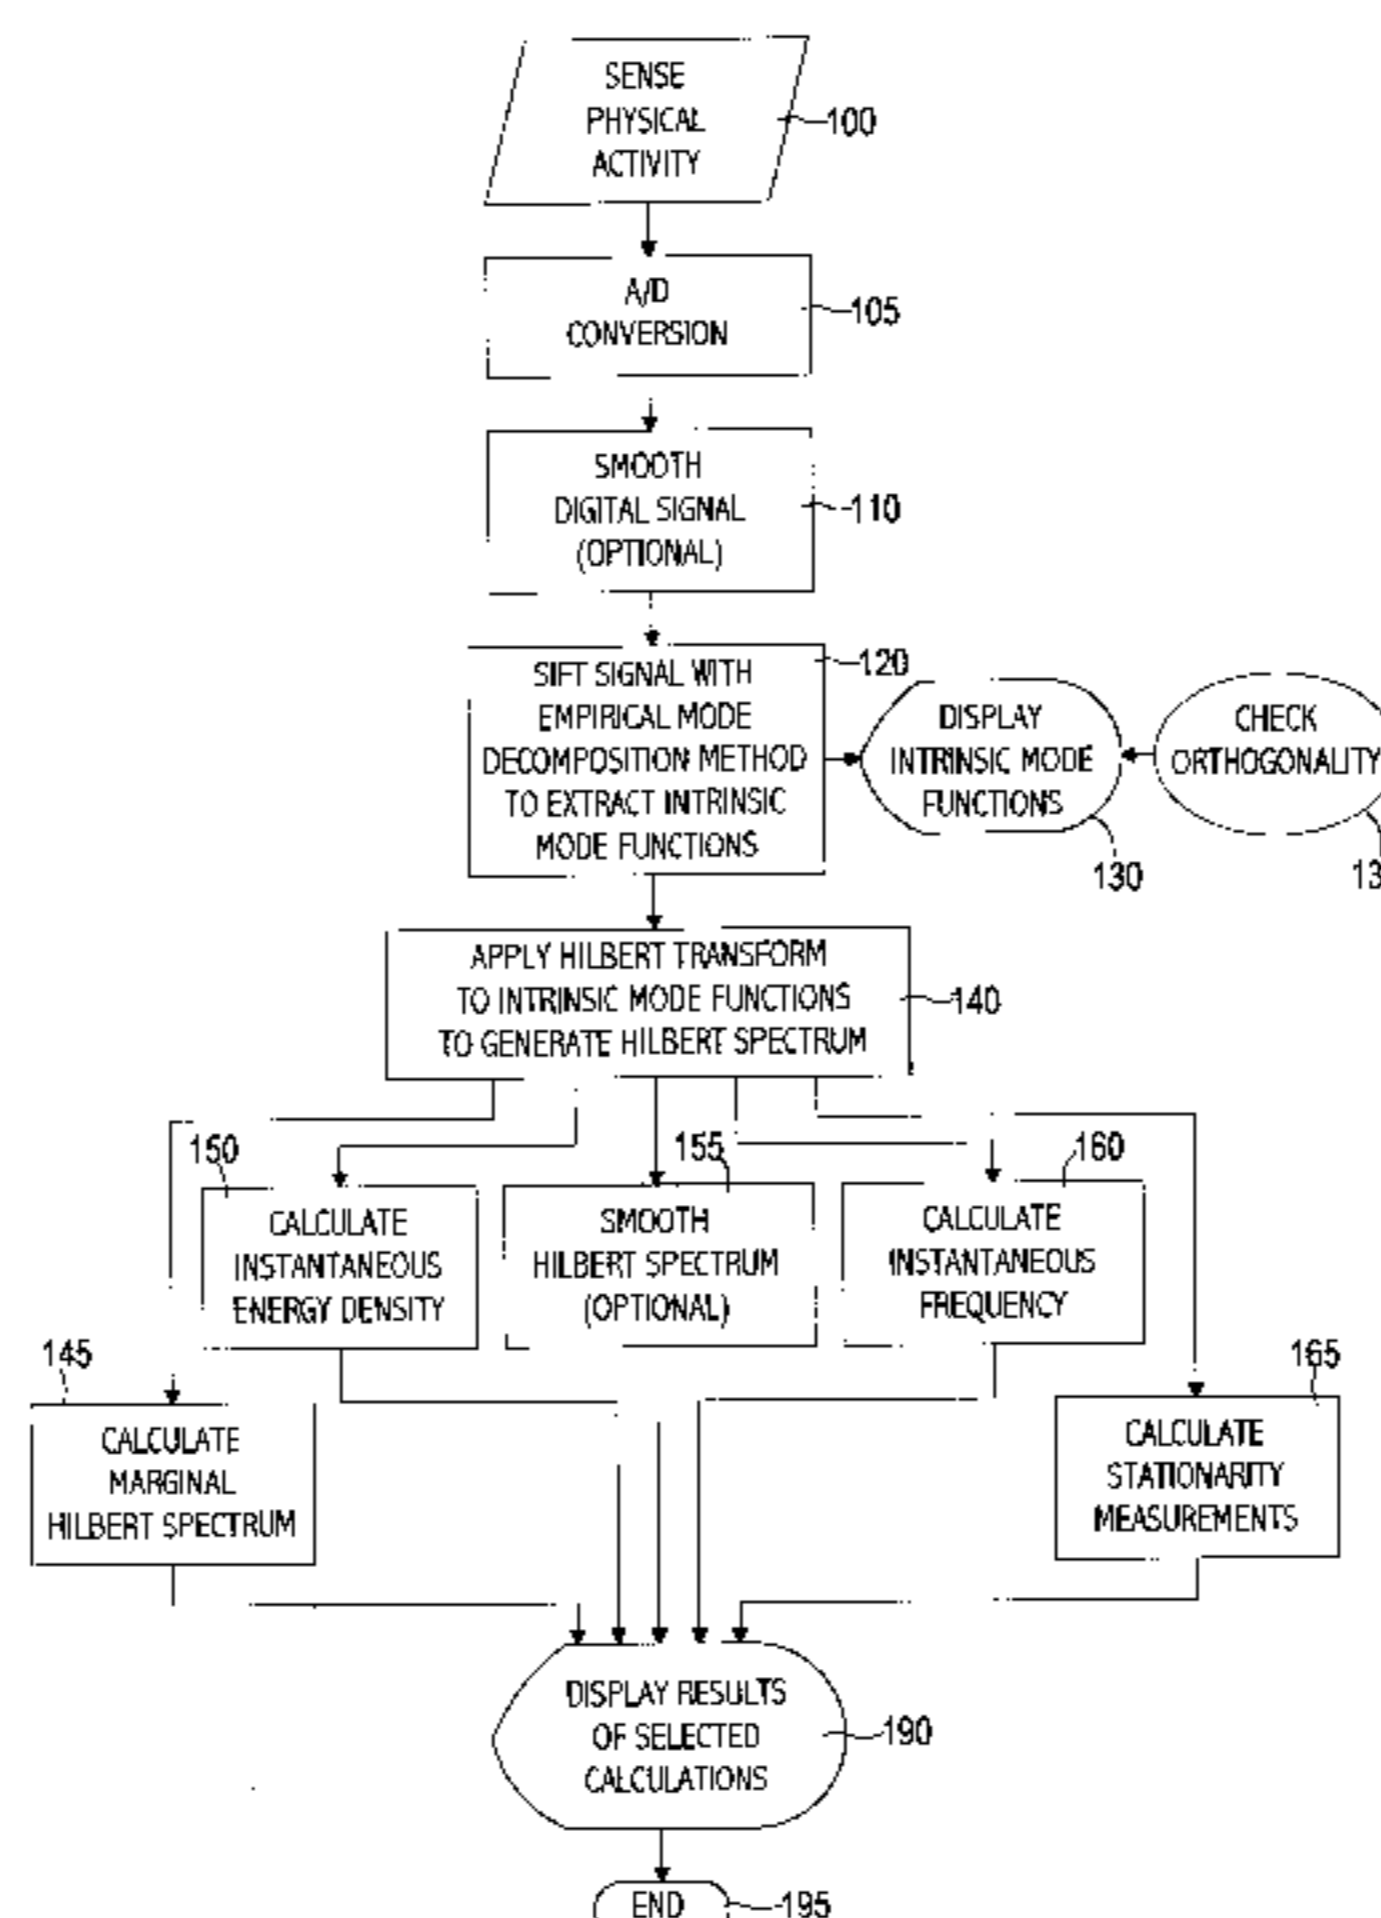 SENSE
PHYSICAL
ACTIVITY
100
A/D
CONVERSION
105
SMOOTH
DIGITAL SIGNAL
(OPTIONAL)
110
SIFT SIGNAL WITH
EMPIRICAL MODE
DECOMPOSITION METHOD
TO EXTRACT INTRINSIC
MODE FUNCTIONS
120
DISPLAY
INTRINSIC MODE
FUNCTIONS
130
CHECK
ORTHOGONALITY
13
APPLY HILBERT TRANSFORM
TO INTRINSIC MODE FUNCTIONS
TO GENERATE HILBERT SPECTRUM
140
150
CALCULATE
INSTANTANEOUS
ENERGY DENSITY
155
SMOOTH
HILBERT SPECTRUM
(OPTIONAL)
160
CALCULATE
INSTANTANEOUS
FREQUENCY
145
CALCULATE
MARGINAL
HILBERT SPECTRUM
165
CALCULATE
STATIONARITY
MEASUREMENTS
DISPLAY RESULTS
OF SELECTED
CALCULATIONS
190
END
195